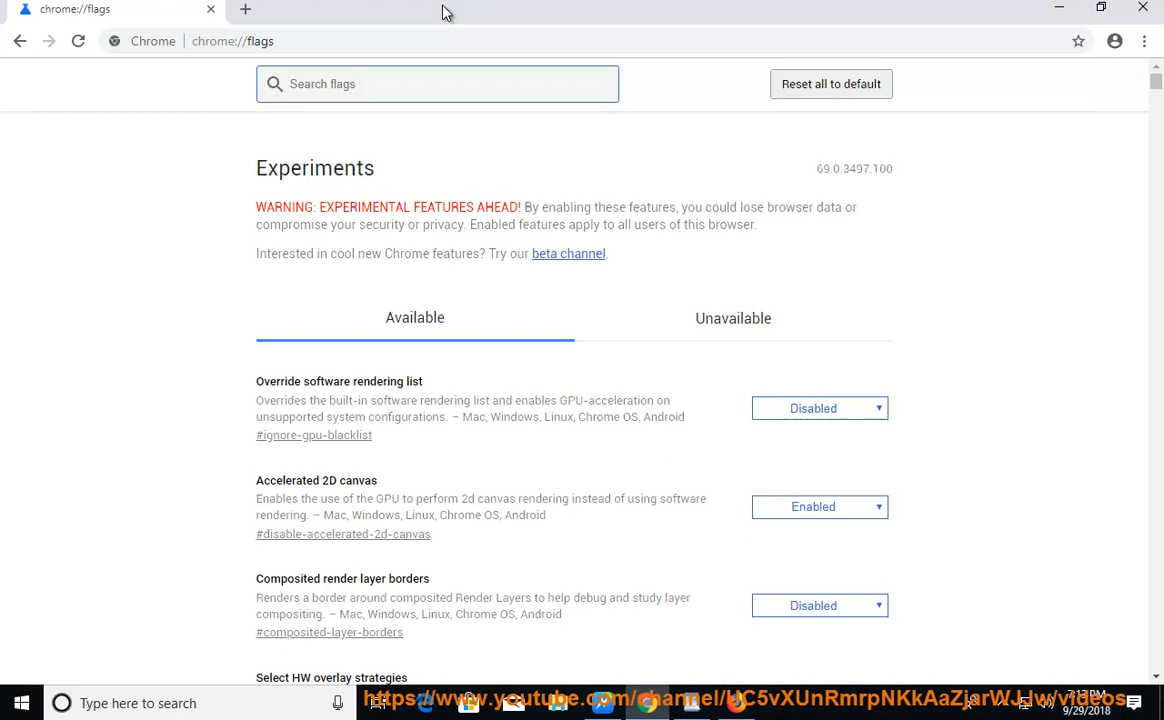 chrome://flags
Chrome
chrome://flags
Search flags
Reset all to default
Experiments
69.0.3497.100
WARNING: EXPERIMENTAL FEATURES AHEAD! By enabling these features, you could lose browser data or
compromise your security or privacy. Enabled features apply to all users of this browser.
Interested in cool new Chrome features? Try our beta channel.
Available
Unavailable
Override software rendering list
Overrides the built-in software rendering list and enables GPU-acceleration on
unsupported system configurations. – Mac, Windows, Linux, Chrome OS, Android
#ignore-gpu-blacklist
Disabled
Accelerated 2D canvas
Enables the use of the GPU to perform 2d canvas rendering instead of using software
rendering. – Mac, Windows, Linux, Chrome OS, Android
#disable-accelerated-2d-canvas
Enabled
Composited render layer borders
Renders a border around composited Render Layers to help debug and study layer
compositing. – Mac, Windows, Linux, Chrome OS, Android
#composited-layer-borders
Disabled
Select HW overlay strategies
Type here to search
9/29/2018